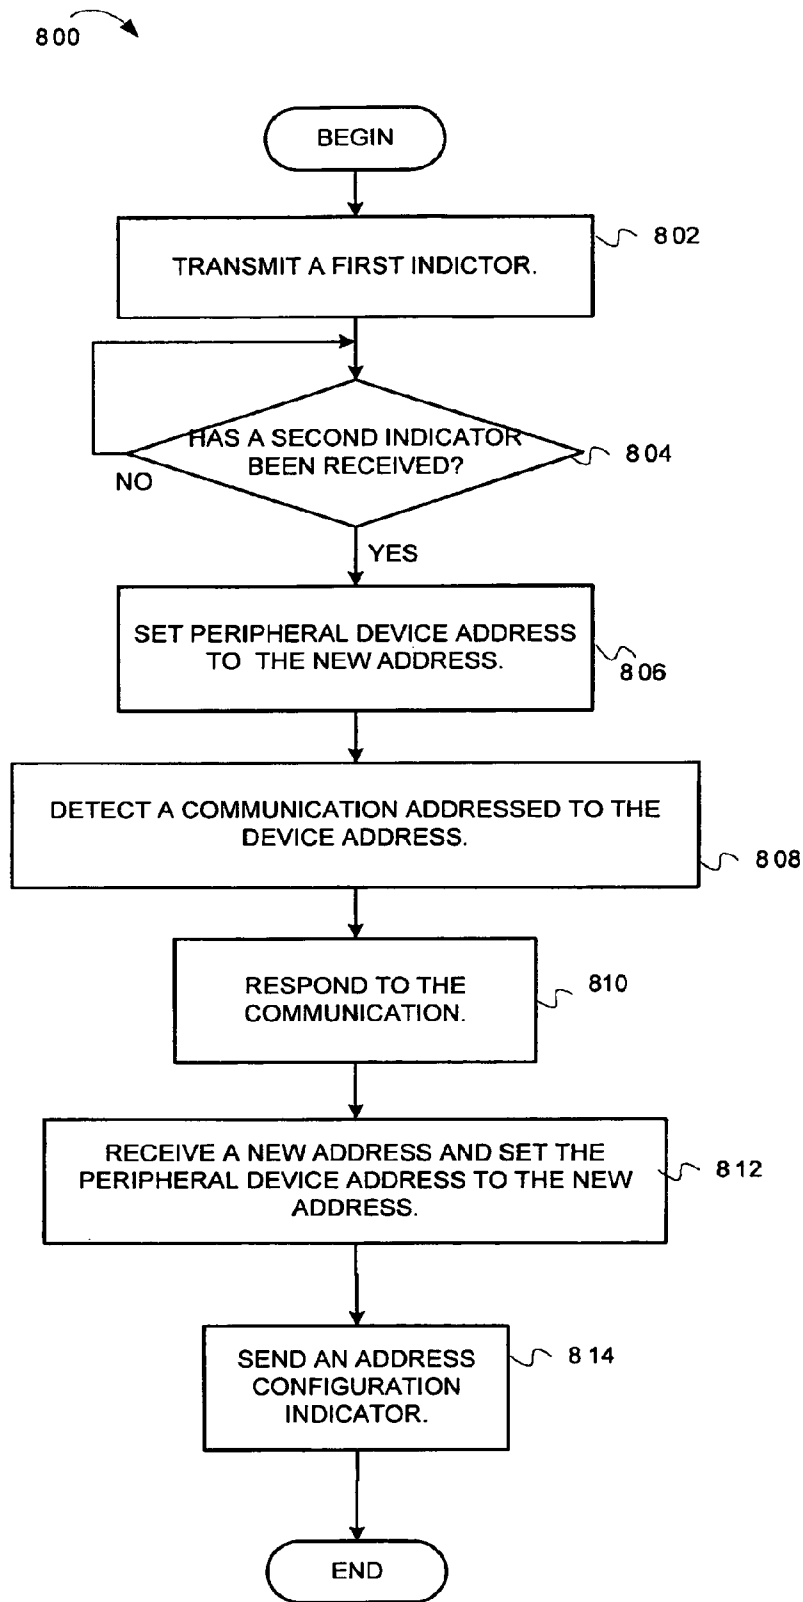 800
BEGIN
TRANSMIT A FIRST INDICTOR.
802
HAS A SECOND INDICATOR
BEEN RECEIVED?
804
NO
YES
SET PERIPHERAL DEVICE ADDRESS
TO THE NEW ADDRESS.
806
DETECT A COMMUNICATION ADDRESSED TO THE
DEVICE ADDRESS.
808
RESPOND TO THE
COMMUNICATION.
810
RECEIVE A NEW ADDRESS AND SET THE
PERIPHERAL DEVICE ADDRESS TO THE NEW
ADDRESS.
812
SEND AN ADDRESS
CONFIGURATION
INDICATOR.
814
END